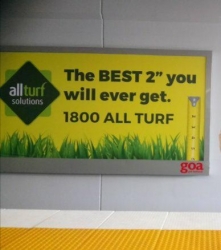 allturf
solutions
The BEST 2" you
will ever get.
1800 ALL TURF
goa